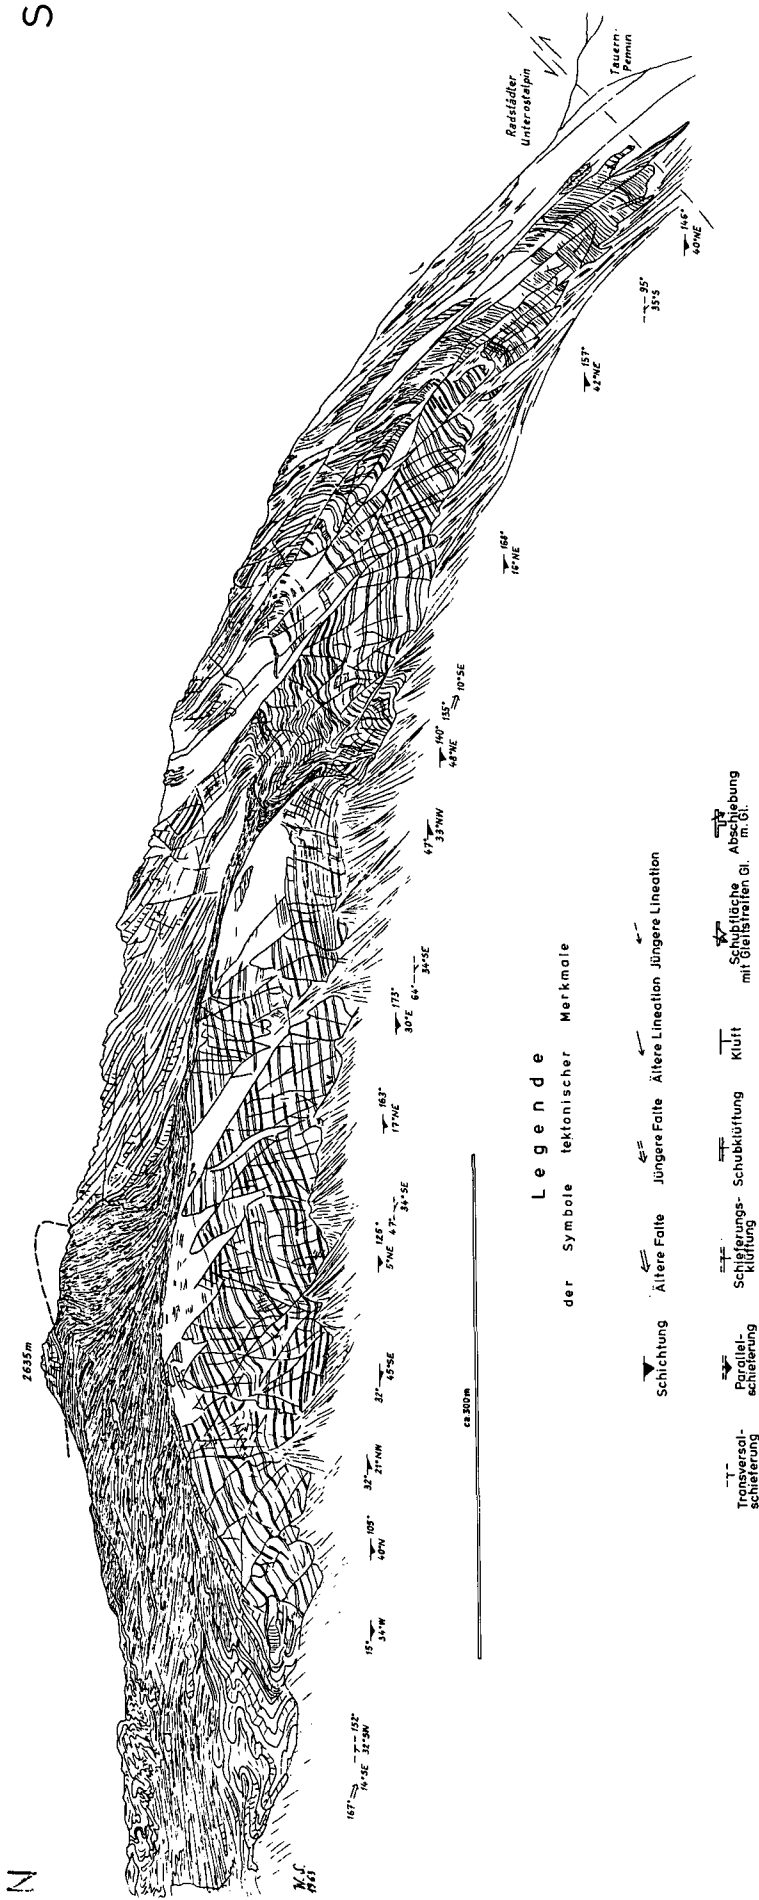 N
S
2635m
Radstädter
Unterostalpin
Tauern-
Pennin
167°
14°SE
152°
32°SW
15°
34°W
105°
40°N
32°
21°NW
32°
45°SE
126°
5°NE
47
34°SE
163°
17°NE
173°
30°E
64°
34°SE
47°
33°NW
140°
48°NE
135°
10°SE
168°
16°NE
157°
42°NE
95°
35°S
146°
40°NE
W.S.
1963
ca.300m
Legende
der Symbole tektonischer Merkmale
Schichtung
Ältere Falte
Jüngere Falte
Ältere Lineation
Jüngere Lineation
Transversal-
schieferung
Parallel-
schieferung
Schieferungs-
klüftung
Schubklüftung
Kluft
Schubfläche
mit Gleitstreifen Gl.
Abschiebung
m. Gl.